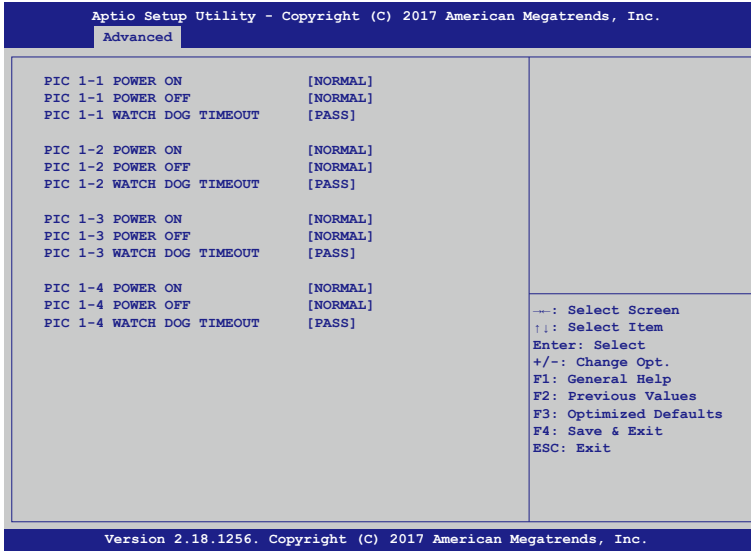 Aptio Setup Utility - Copyright (C) 2017 American Megatrends, Inc.
Advanced
PIC 1-1 POWER ON [NORMAL]
PIC 1-1 POWER OFF [NORMAL]
PIC 1-1 WATCH DOG TIMEOUT [PASS]
PIC 1-2 POWER ON [NORMAL]
PIC 1-2 POWER OFF [NORMAL]
PIC 1-2 WATCH DOG TIMEOUT [PASS]
PIC 1-3 POWER ON [NORMAL]
PIC 1-3 POWER OFF [NORMAL]
PIC 1-3 WATCH DOG TIMEOUT [PASS]
PIC 1-4 POWER ON [NORMAL]
PIC 1-4 POWER OFF [NORMAL]
PIC 1-4 WATCH DOG TIMEOUT [PASS]
→←: Select Screen
↑↓: Select Item
Enter: Select
+/-: Change Opt.
F1: General Help
F2: Previous Values
F3: Optimized Defaults
F4: Save & Exit
ESC: Exit
Version 2.18.1256. Copyright (C) 2017 American Megatrends, Inc.